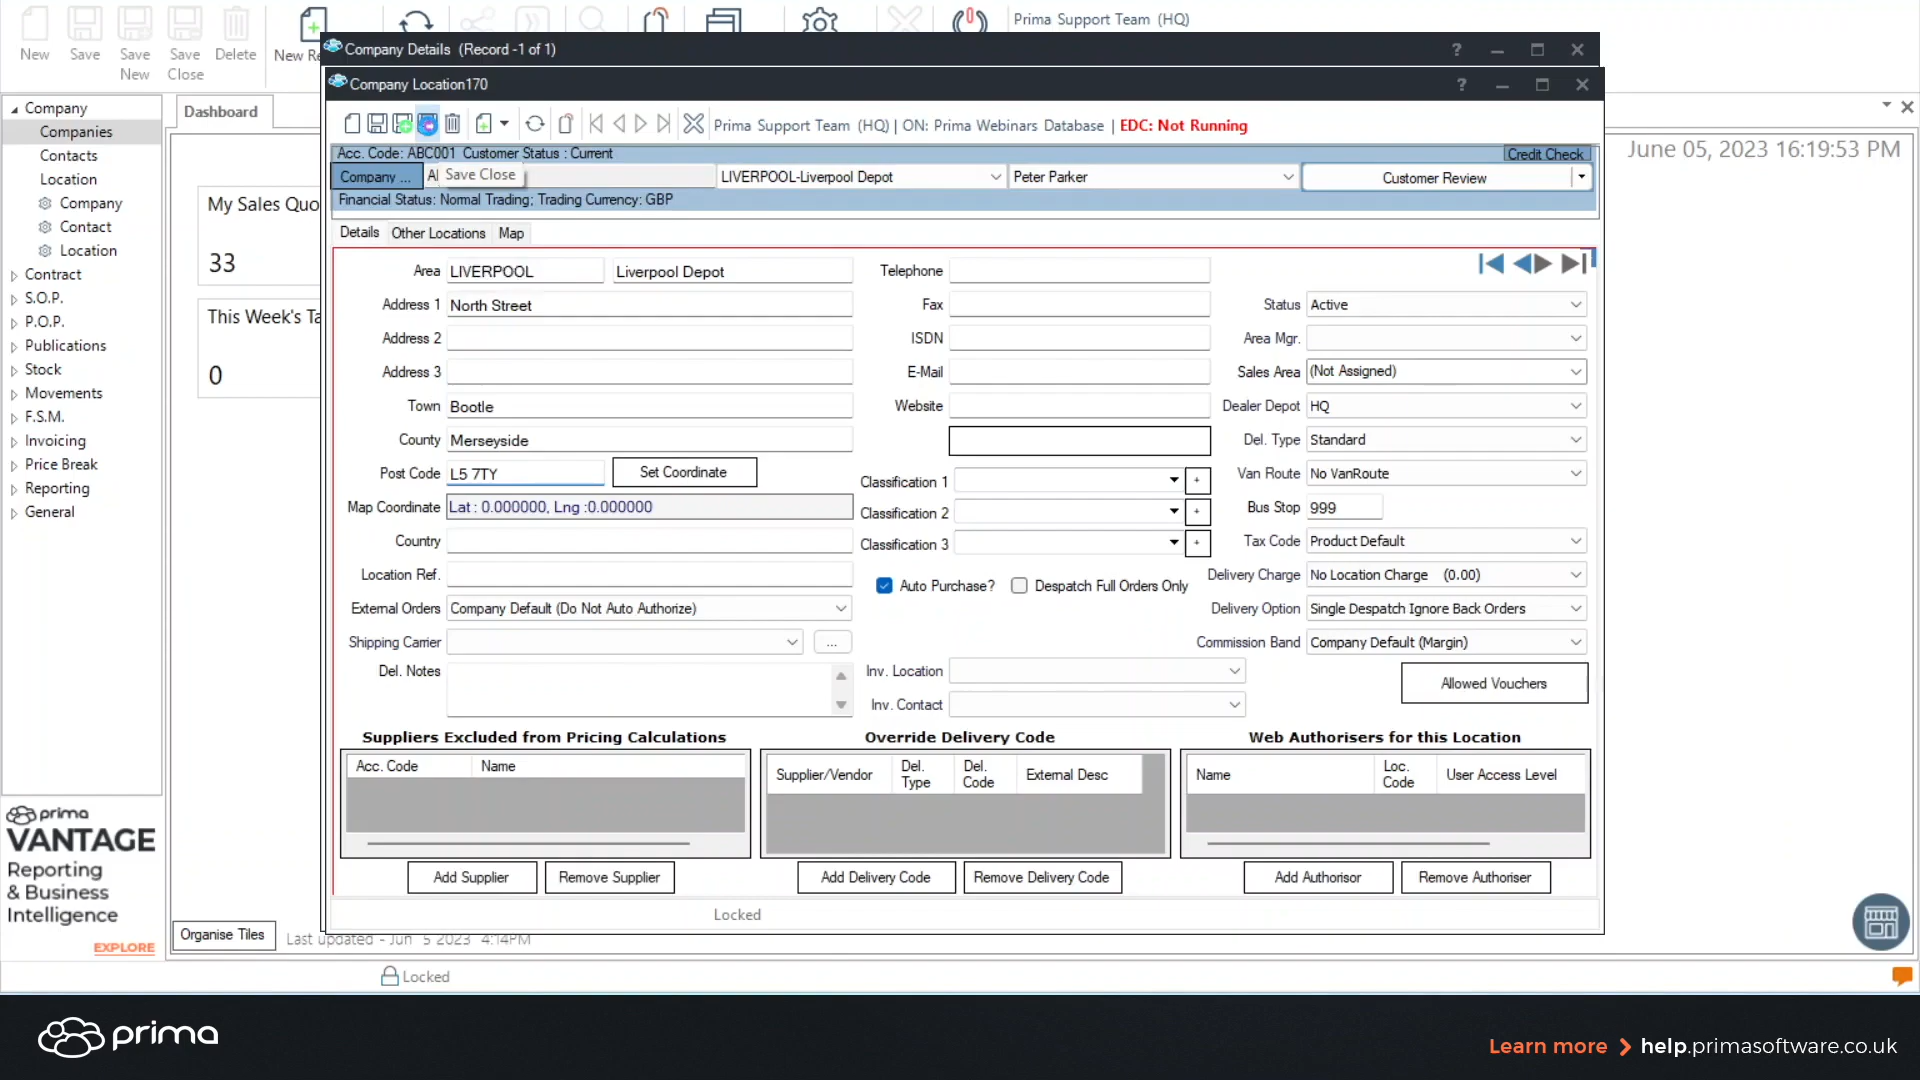 New
Save
Save New
Save Close
Delete
New Re
Prima Support Team (HQ)
Company Details (Record -1 of 1)
?
Company Location170
?
Company
Companies
Contacts
Location
Company
Contact
Location
Contract
S.O.P.
P.O.P.
Publications
Stock
Movements
F.S.M.
Invoicing
Price Break
Reporting
General
Dashboard
June 05, 2023 16:19:53 PM
My Sales Quo
33
This Week's Ta
0
Prima Support Team (HQ) | ON: Prima Webinars Database | EDC: Not Running
Acc. Code: ABC001 Customer Status : Current
Credit Check
Company ...
Save Close
LIVERPOOL-Liverpool Depot
Peter Parker
Customer Review
Financial Status: Normal Trading; Trading Currency: GBP
Details Other Locations Map
Area LIVERPOOL Liverpool Depot
Address 1 North Street
Address 2
Address 3
Town Bootle
County Merseyside
Post Code L5 7TY Set Coordinate
Map Coordinate Lat : 0.000000, Lng :0.000000
Country
Location Ref.
External Orders Company Default (Do Not Auto Authorize)
Shipping Carrier ...
Del. Notes
Telephone
Fax
ISDN
E-Mail
Website
Classification 1 +
Classification 2 +
Classification 3 +
Auto Purchase? Despatch Full Orders Only
Inv. Location
Inv. Contact
Status Active
Area Mgr.
Sales Area (Not Assigned)
Dealer Depot HQ
Del. Type Standard
Van Route No VanRoute
Bus Stop 999
Tax Code Product Default
Delivery Charge No Location Charge (0.00)
Delivery Option Single Despatch Ignore Back Orders
Commission Band Company Default (Margin)
Allowed Vouchers
Suppliers Excluded from Pricing Calculations
Acc. Code Name
Add Supplier Remove Supplier
Override Delivery Code
Supplier/Vendor Del. Type Del. Code External Desc
Add Delivery Code Remove Delivery Code
Web Authorisers for this Location
Name Loc. Code User Access Level
Add Authorisor Remove Authoriser
Locked
prima
VANTAGE
Reporting
& Business
Intelligence
EXPLORE
Organise Tiles
Last updated - Jun 5 2023 4:14PM
Locked
prima
Learn more > help.primasoftware.co.uk